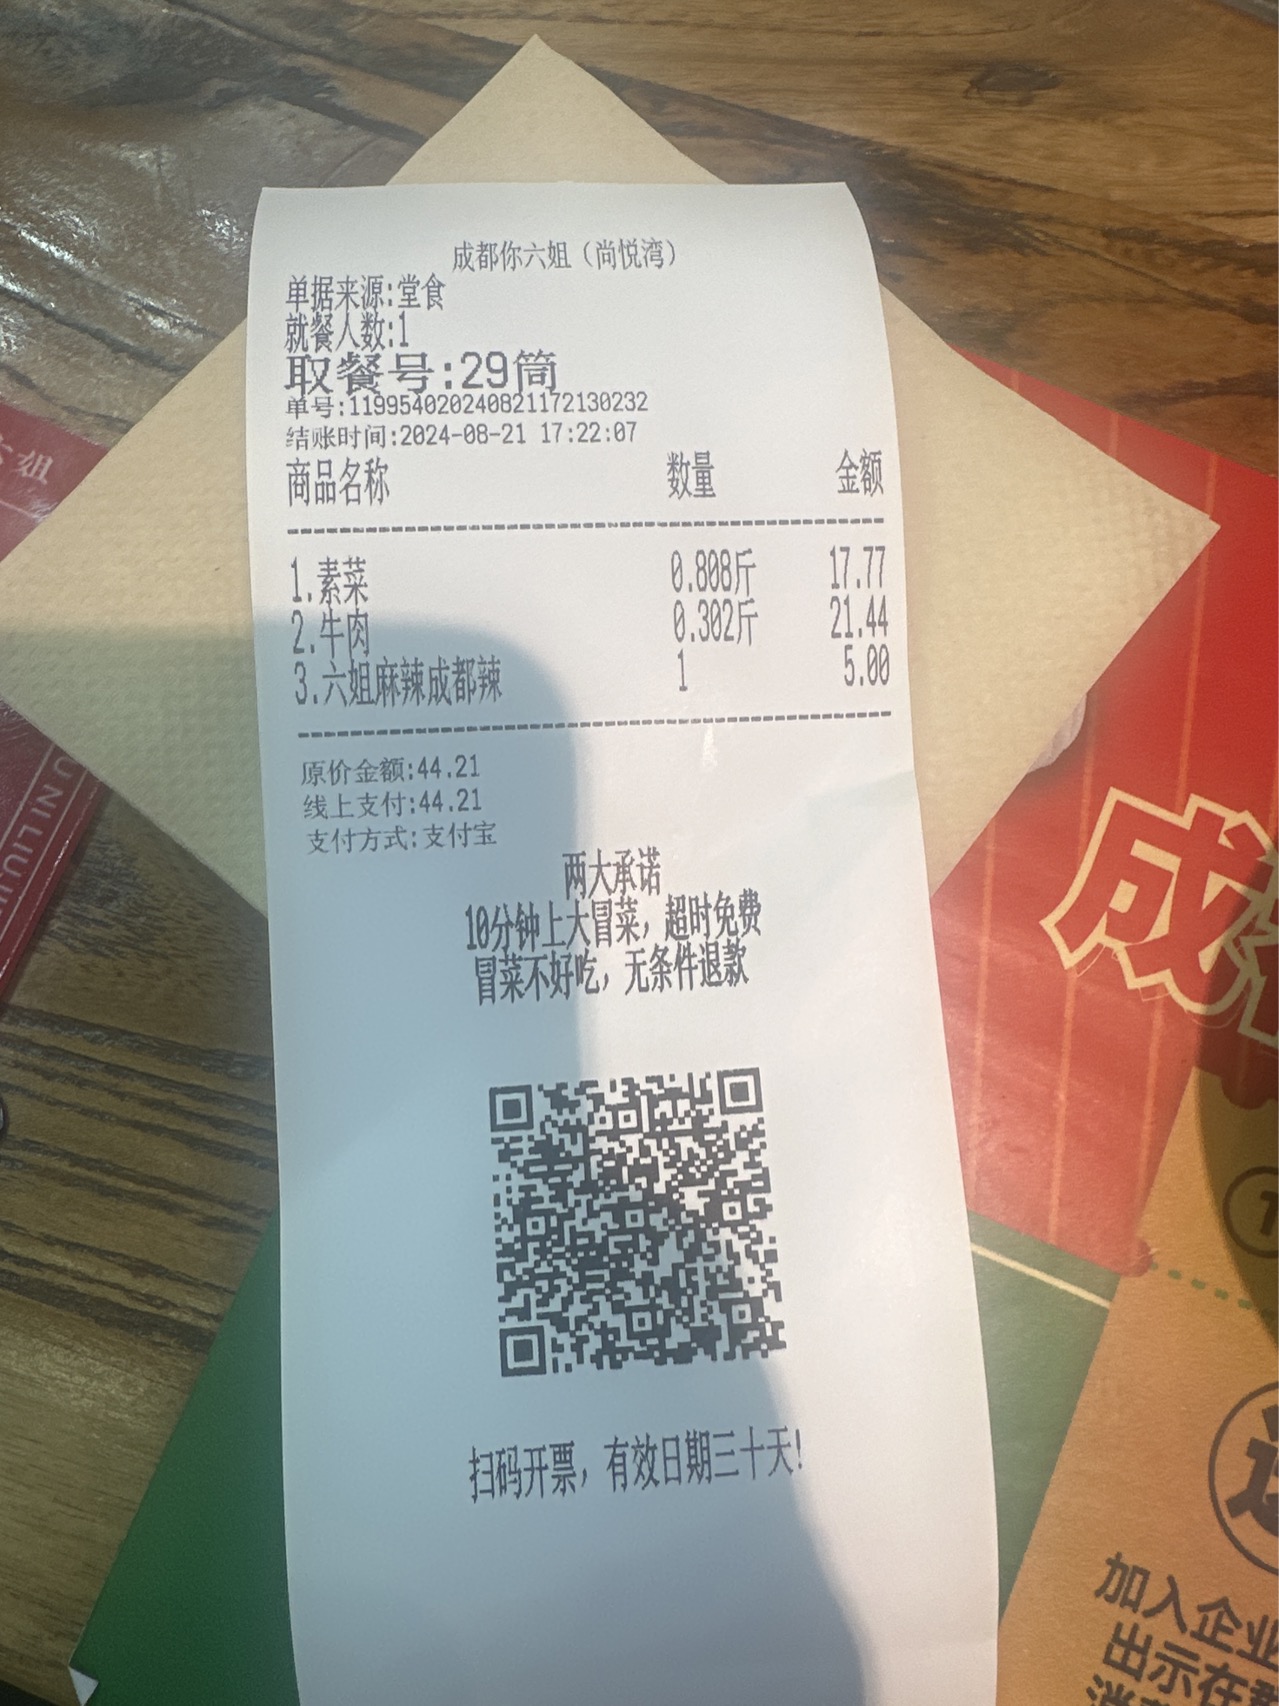 成都你六姐（尚悦湾）
单据来源:堂食
就餐人数:1
取餐号:29筒
单号:119954020240821172130232
结账时间:2024-08-21 17:22:07
商品名称 数量 金额
1.素菜 0.808斤 17.77
2.牛肉 0.302斤 21.44
3.六姐麻辣成都辣 1 5.00
原价金额:44.21
线上支付:44.21
支付方式:支付宝
两大承诺
10分钟上大冒菜，超时免费
冒菜不好吃，无条件退款
扫码开票，有效日期三十天!
姐
成
加入企业
出示在